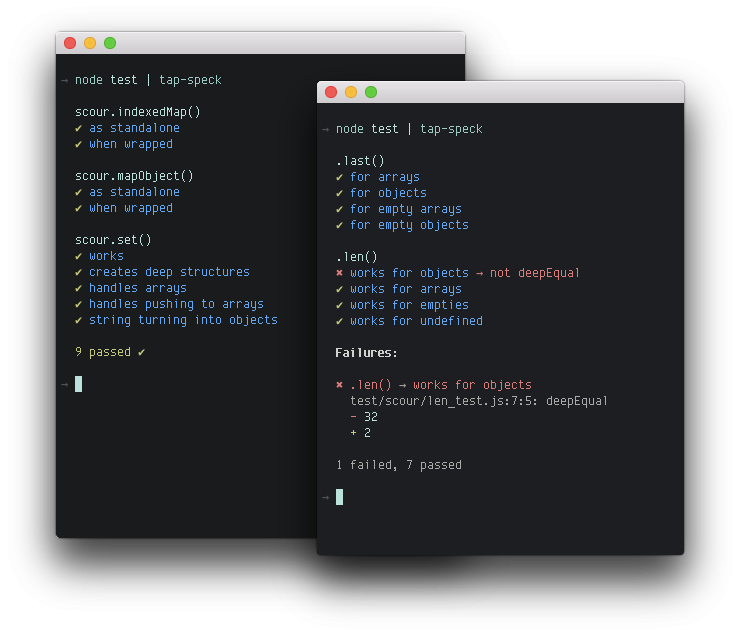 → node test | tap-speck
scour.indexedMap()
✔ as standalone
✔ when wrapped
scour.mapObject()
✔ as standalone
✔ when wrapped
scour.set()
✔ works
✔ creates deep structures
✔ handles arrays
✔ handles pushing to arrays
✔ string turning into objects
9 passed ✔
→
→ node test | tap-speck
.last()
✔ for arrays
✔ for objects
✔ for empty arrays
✔ for empty objects
.len()
✖ works for objects → not deepEqual
✔ works for arrays
✔ works for empties
✔ works for undefined
Failures:
✖ .len() → works for objects
test/scour/len_test.js:7:5: deepEqual
- 32
+ 2
1 failed, 7 passed
→